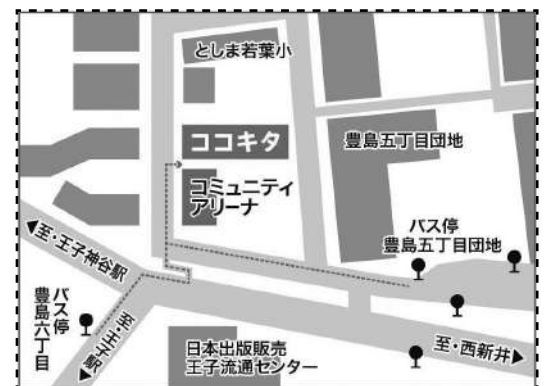 としま若葉小
ココキタ
豊島五丁目団地
コミュニティ
アリーナ
バス停
豊島五丁目団地
◀至・王子神谷駅
バス停
豊島六丁目
至・王子駅▶
日本出版販売
王子流通センター
至・西新井▶